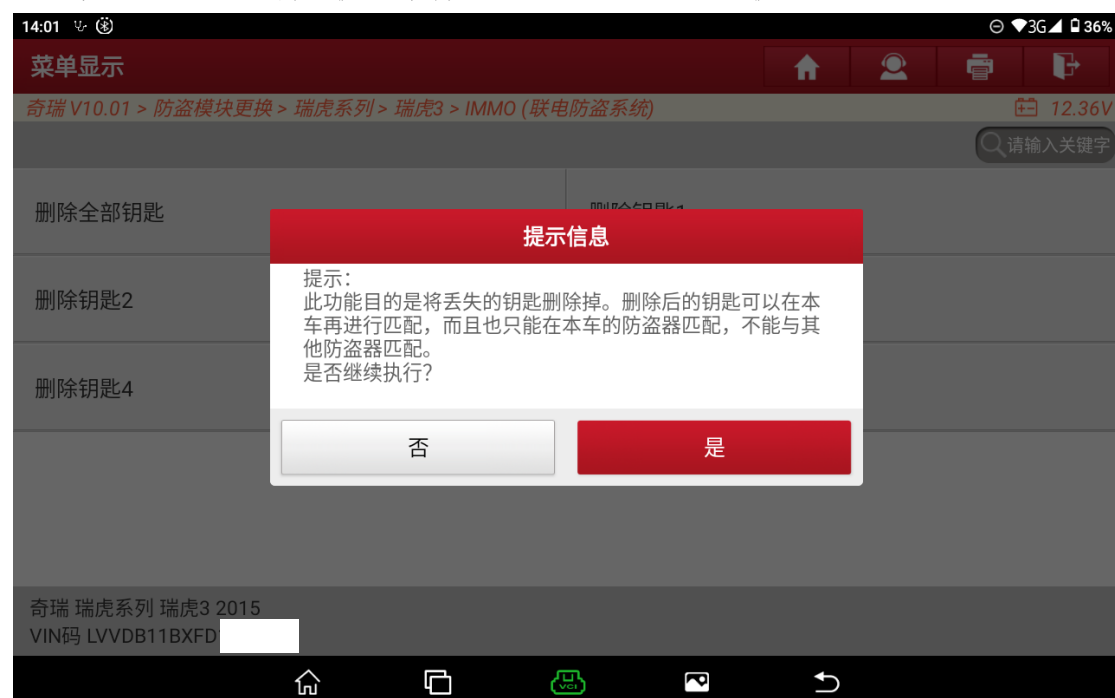 14:01
3G 36%
菜单显示
奇瑞 V10.01 > 防盗模块更换 > 瑞虎系列 > 瑞虎3 > IMMO (联电防盗系统)
12.36V
请输入关键字
删除全部钥匙
删除钥匙1
提示信息
提示：
此功能目的是将丢失的钥匙删除掉。删除后的钥匙可以在本
车再进行匹配，而且也只能在本车的防盗器匹配，不能与其
他防盗器匹配。
是否继续执行？
删除钥匙2
删除钥匙4
否
是
奇瑞 瑞虎系列 瑞虎3 2015
VIN码 LVVDB11BXFD
VCI